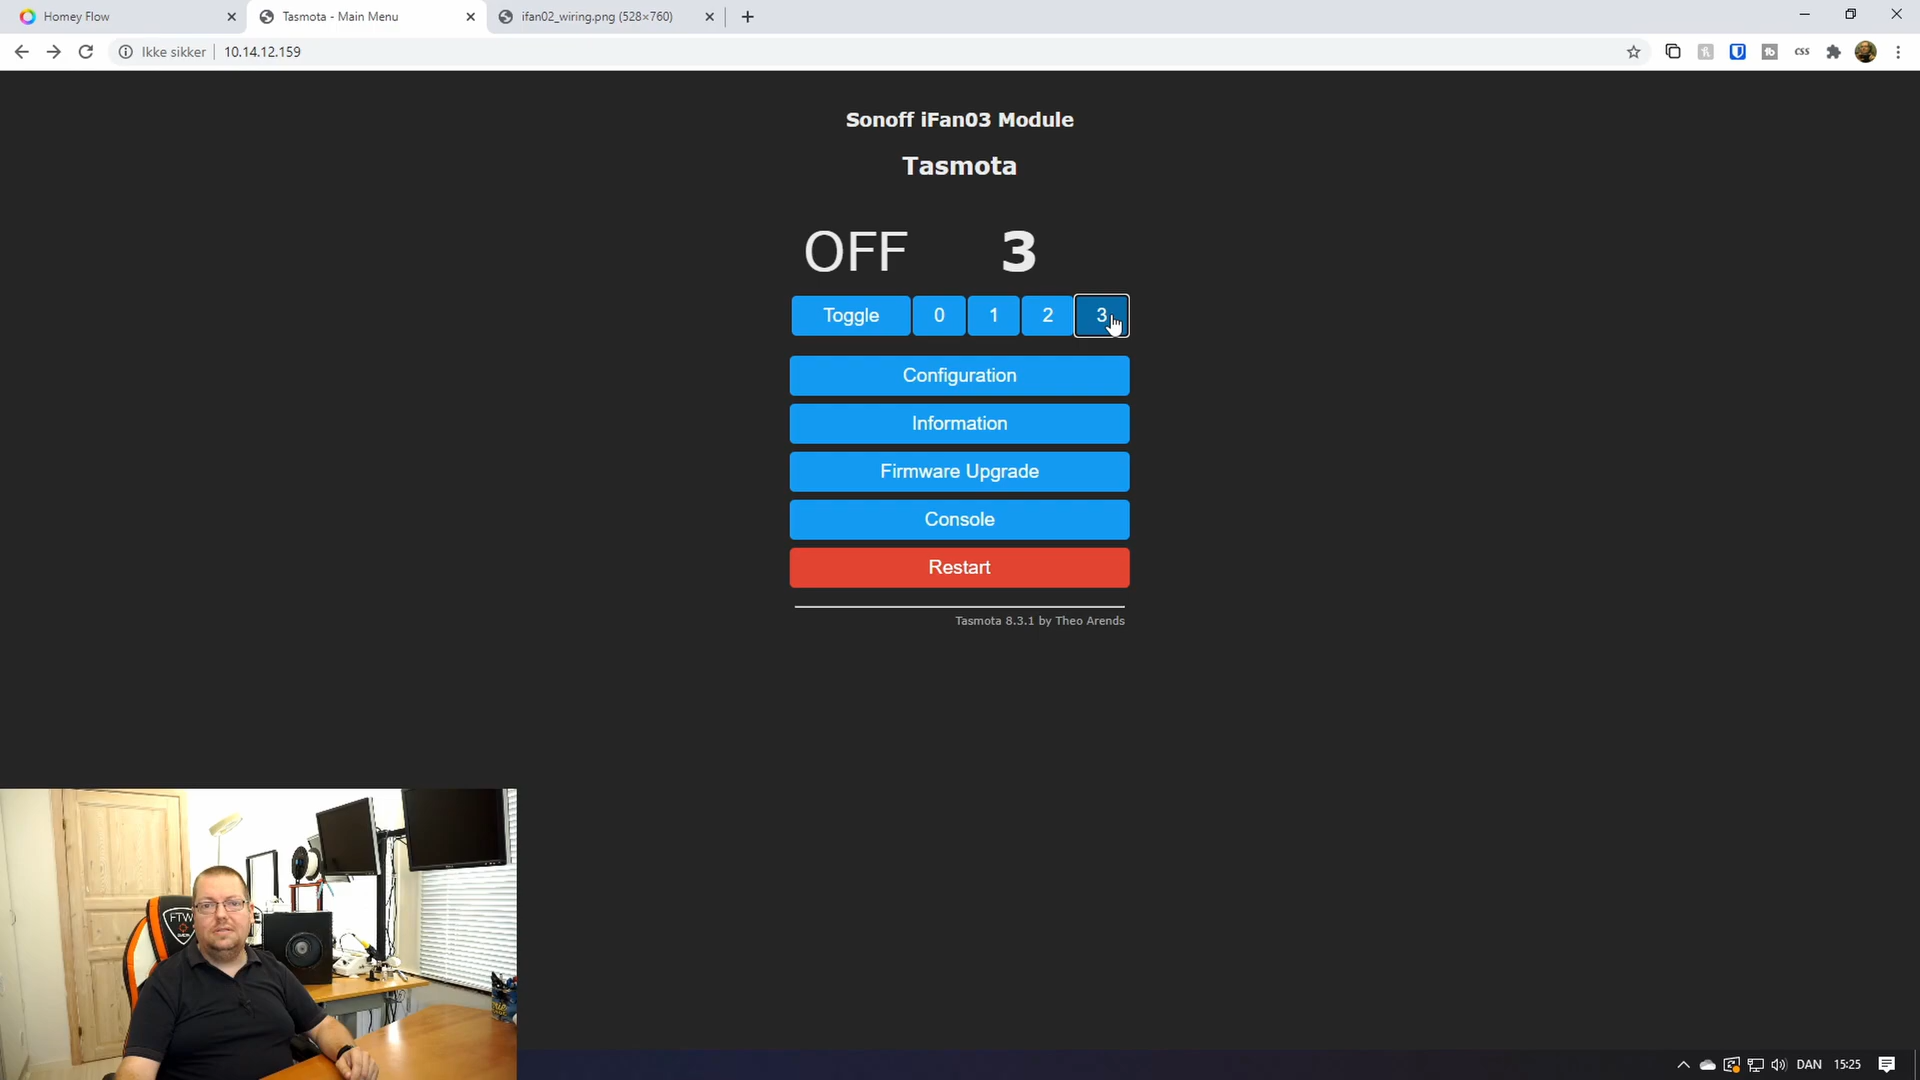 Homey Flow
Tasmota - Main Menu
ifan02_wiring.png (528×760)
Ikke sikker
10.14.12.159
css
Sonoff iFan03 Module
Tasmota
OFF 3
Toggle 0 1 2 3
Configuration
Information
Firmware Upgrade
Console
Restart
Tasmota 8.3.1 by Theo Arends
FTW
DAN 15:25